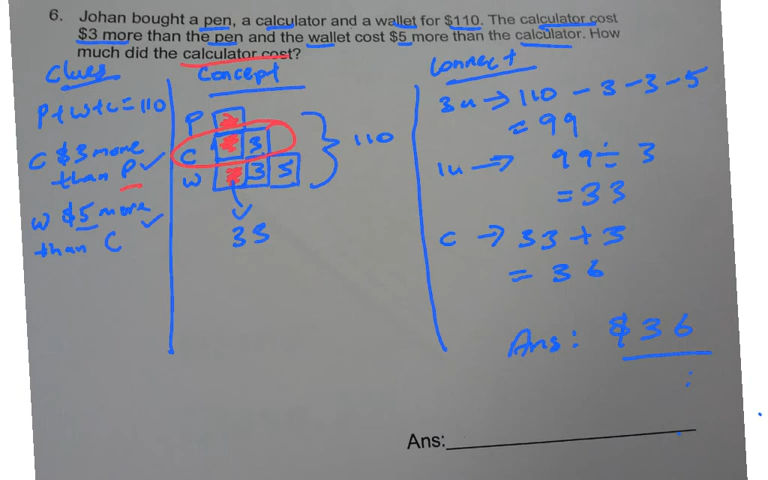 6. Johan bought a pen, a calculator and a wallet for $110. The calculator cost
$3 more than the pen and the wallet cost $5 more than the calculator. How
much did the calculator cost?
Clues
P + W + C = 110
C $3 more
than P
W $5 more
than C
Concept
P
C 3
W 3 5
110
33
Connect
3u → 110 - 3 - 3 - 5
= 99
1u → 99 ÷ 3
= 33
C → 33 + 3
= 36
Ans: $36
Ans: